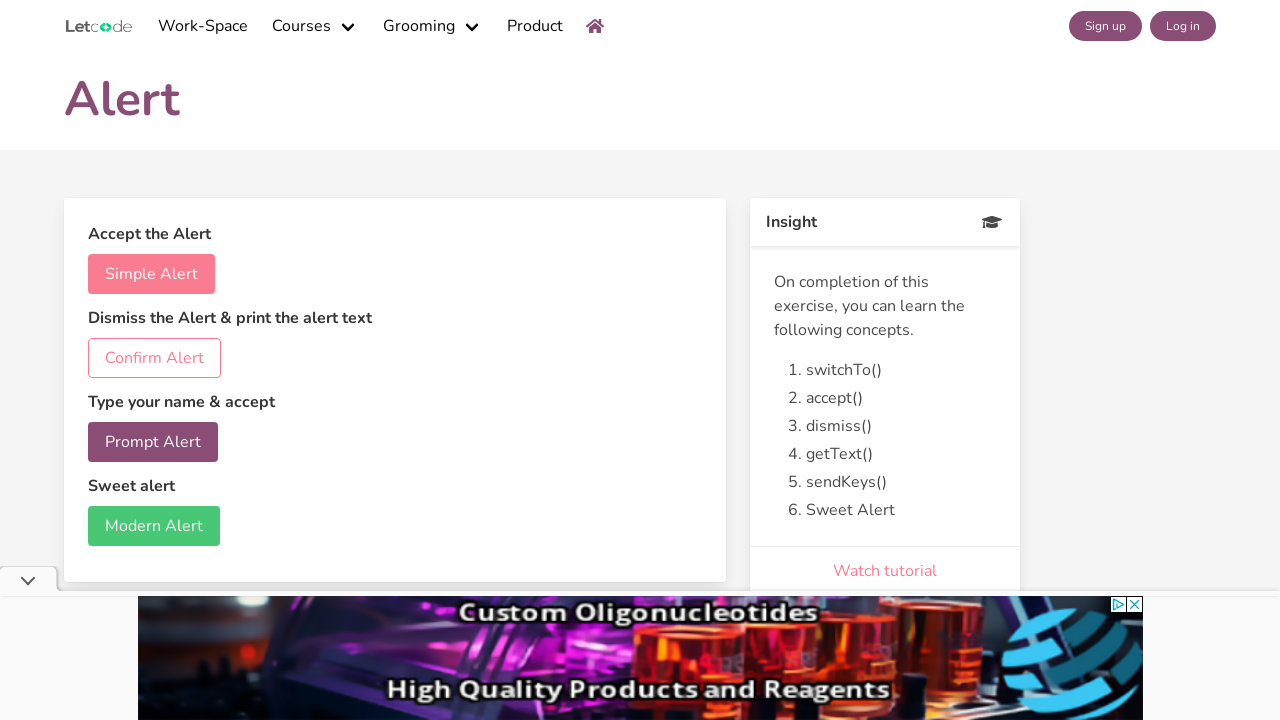 Letcode Work-Space Courses Grooming Product Sign up Log in
Alert
Accept the Alert
Simple Alert
Dismiss the Alert & print the alert text
Confirm Alert
Type your name & accept
Prompt Alert
Sweet alert
Modern Alert
Insight
On completion of this
exercise, you can learn the
following concepts.
1. switchTo()
2. accept()
3. dismiss()
4. getText()
5. sendKeys()
6. Sweet Alert
Watch tutorial
Custom Oligonucleotides
High Quality Products and Reagents